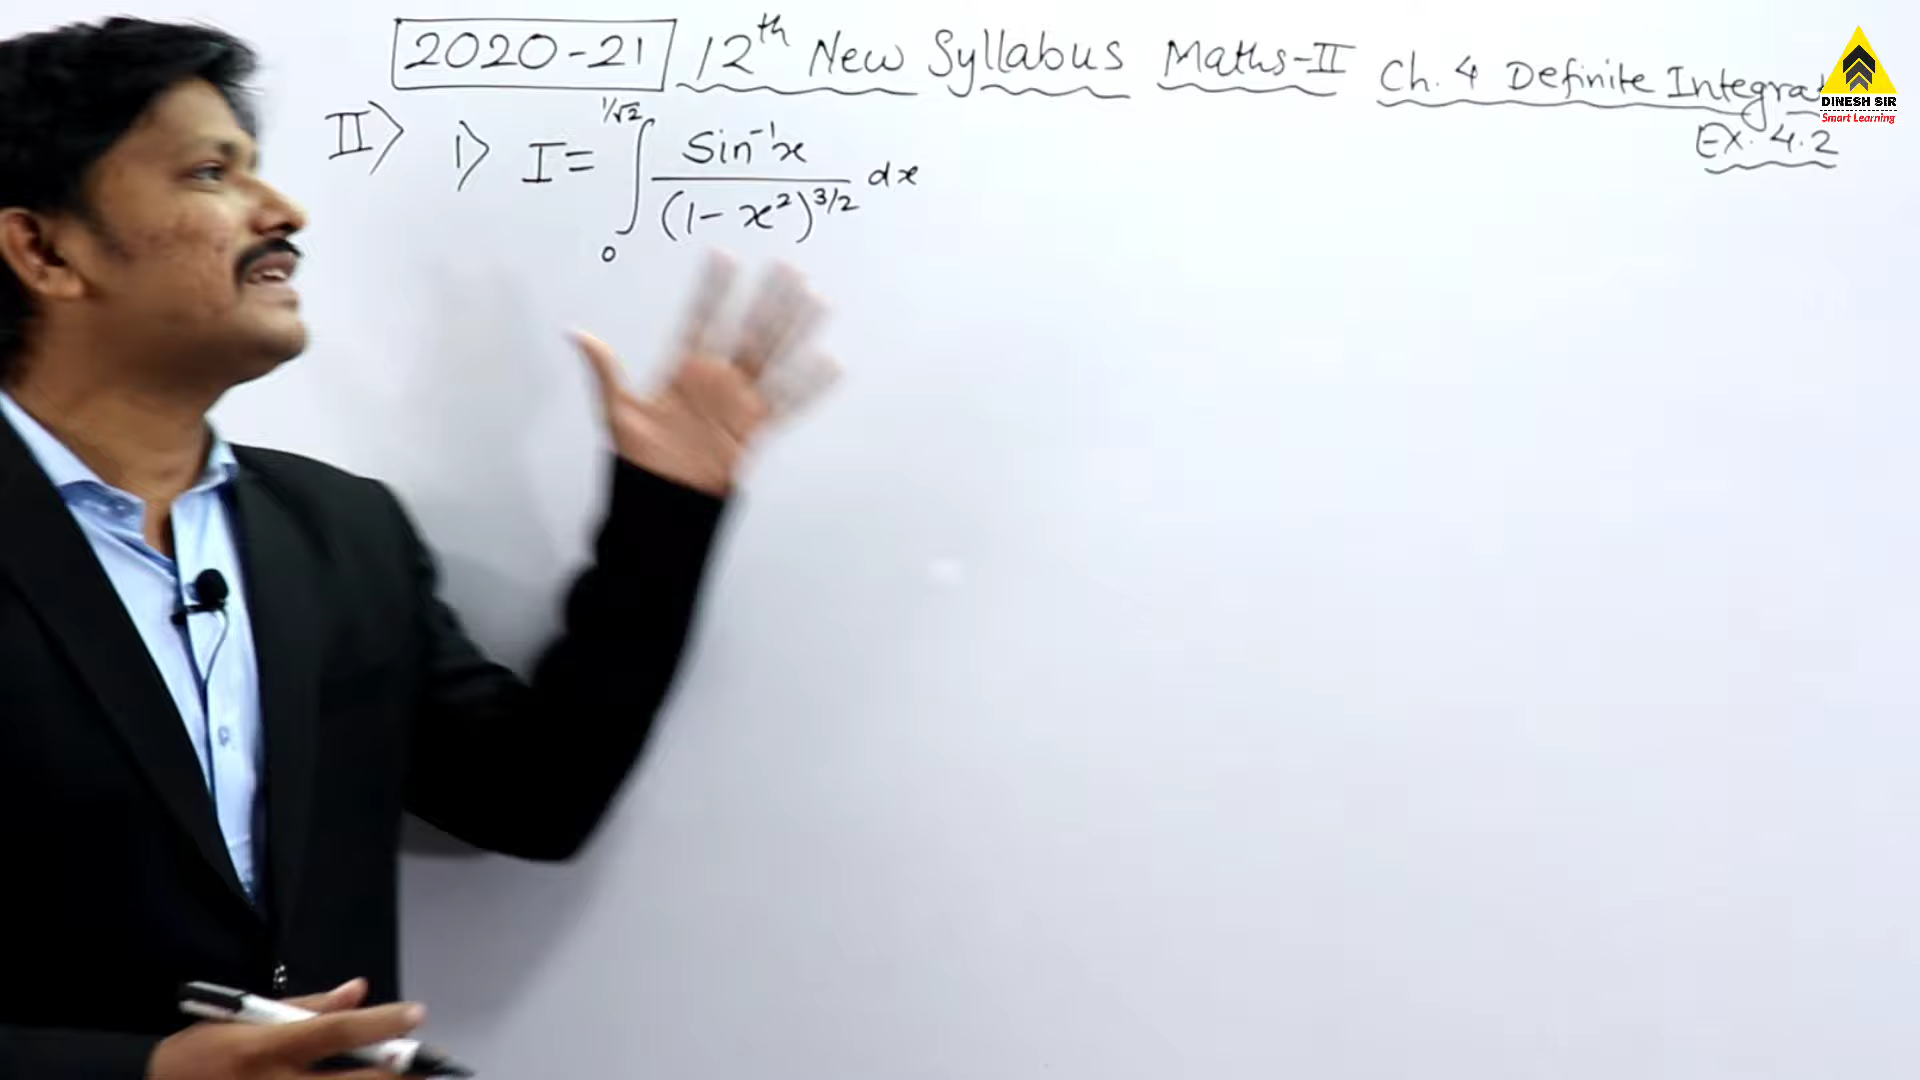 2020-21 12th New Syllabus Maths-II Ch. 4 Definite Integrat
DINESH SIR
Smart Learning
Ex. 4.2
II) 1) I = ∫₀^{1/√2} Sin⁻¹x / (1 - x²)^{3/2} dx